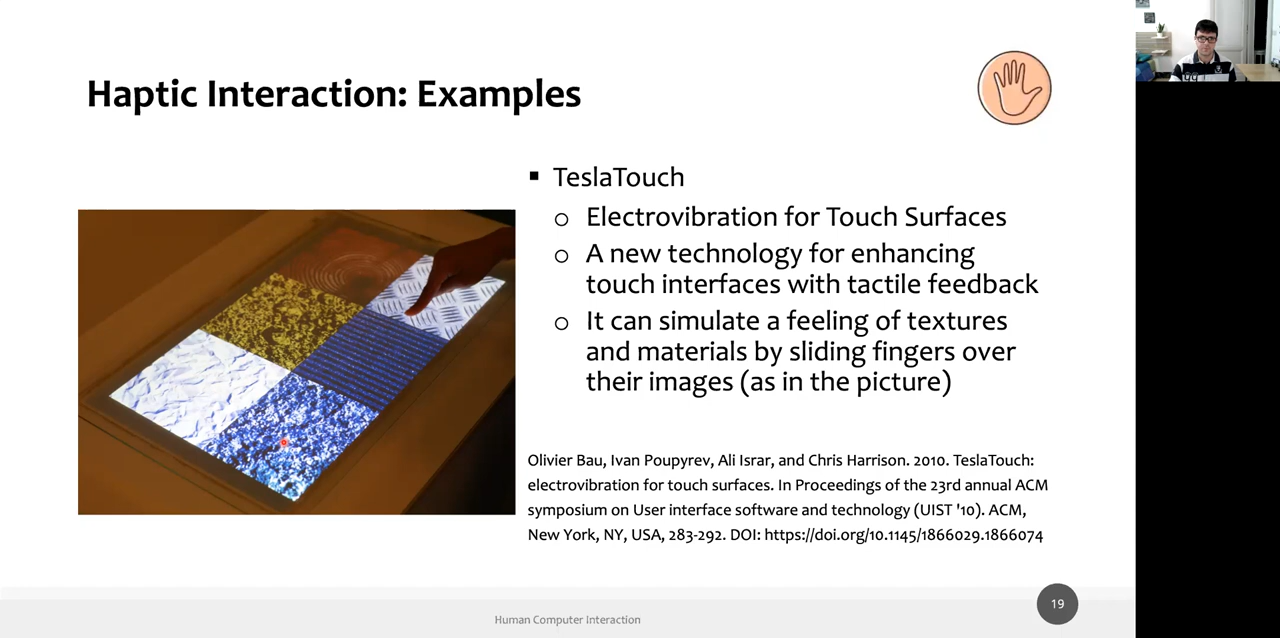 Haptic Interaction: Examples
▪ TeslaTouch
o Electrovibration for Touch Surfaces
o A new technology for enhancing
touch interfaces with tactile feedback
o It can simulate a feeling of textures
and materials by sliding fingers over
their images (as in the picture)
Olivier Bau, Ivan Poupyrev, Ali Israr, and Chris Harrison. 2010. TeslaTouch:
electrovibration for touch surfaces. In Proceedings of the 23rd annual ACM
symposium on User interface software and technology (UIST '10). ACM,
New York, NY, USA, 283-292. DOI: https://doi.org/10.1145/1866029.1866074
Human Computer Interaction
19